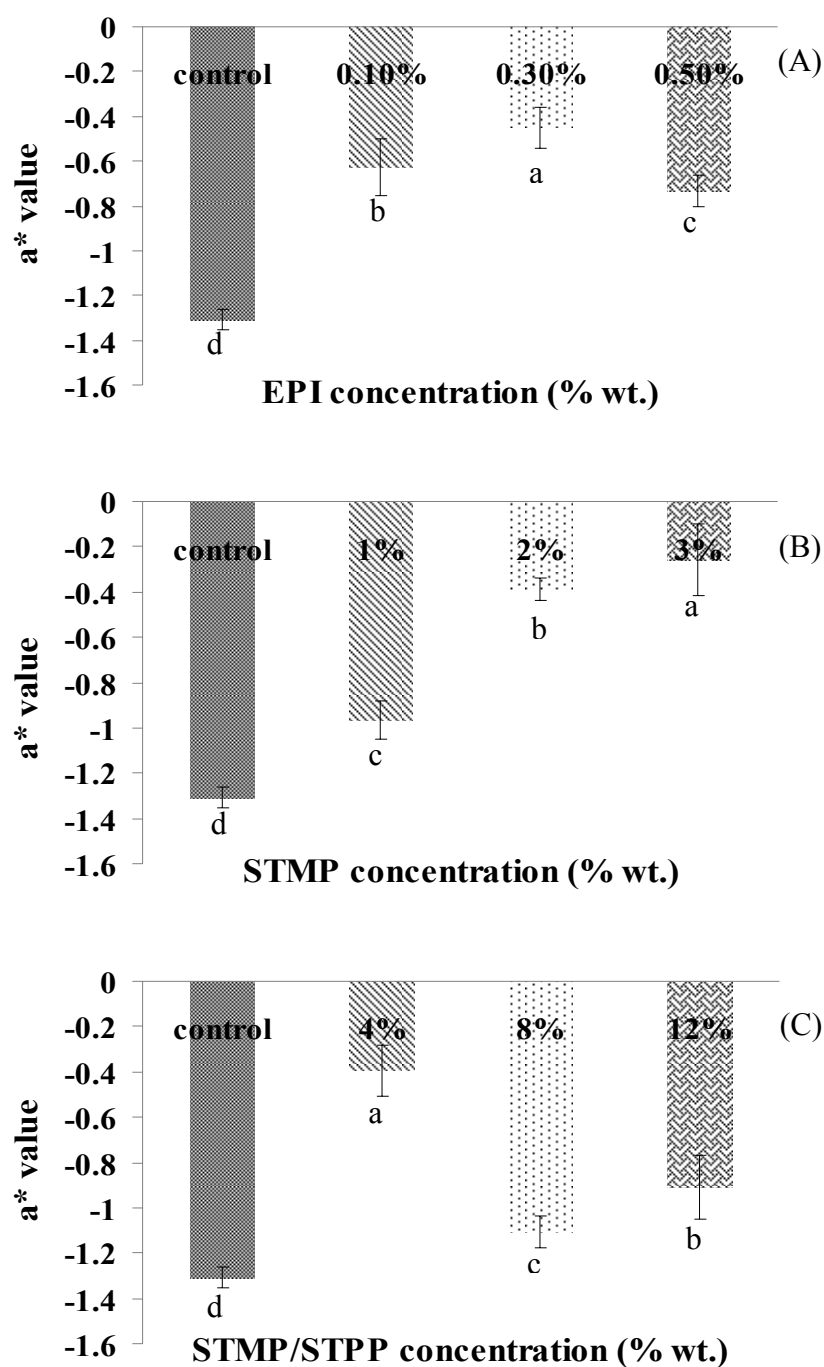 0
-0.2
-0.4
-0.6
-0.8
-1
-1.2
-1.4
-1.6
a* value
control 0.10% 0.30% 0.50%
(A)
d b a c
EPI concentration (% wt.)
0
-0.2
-0.4
-0.6
-0.8
-1
-1.2
-1.4
-1.6
a* value
control 1% 2% 3%
(B)
d c b a
STMP concentration (% wt.)
0
-0.2
-0.4
-0.6
-0.8
-1
-1.2
-1.4
-1.6
a* value
control 4% 8% 12%
(C)
d a c b
STMP/STPP concentration (% wt.)